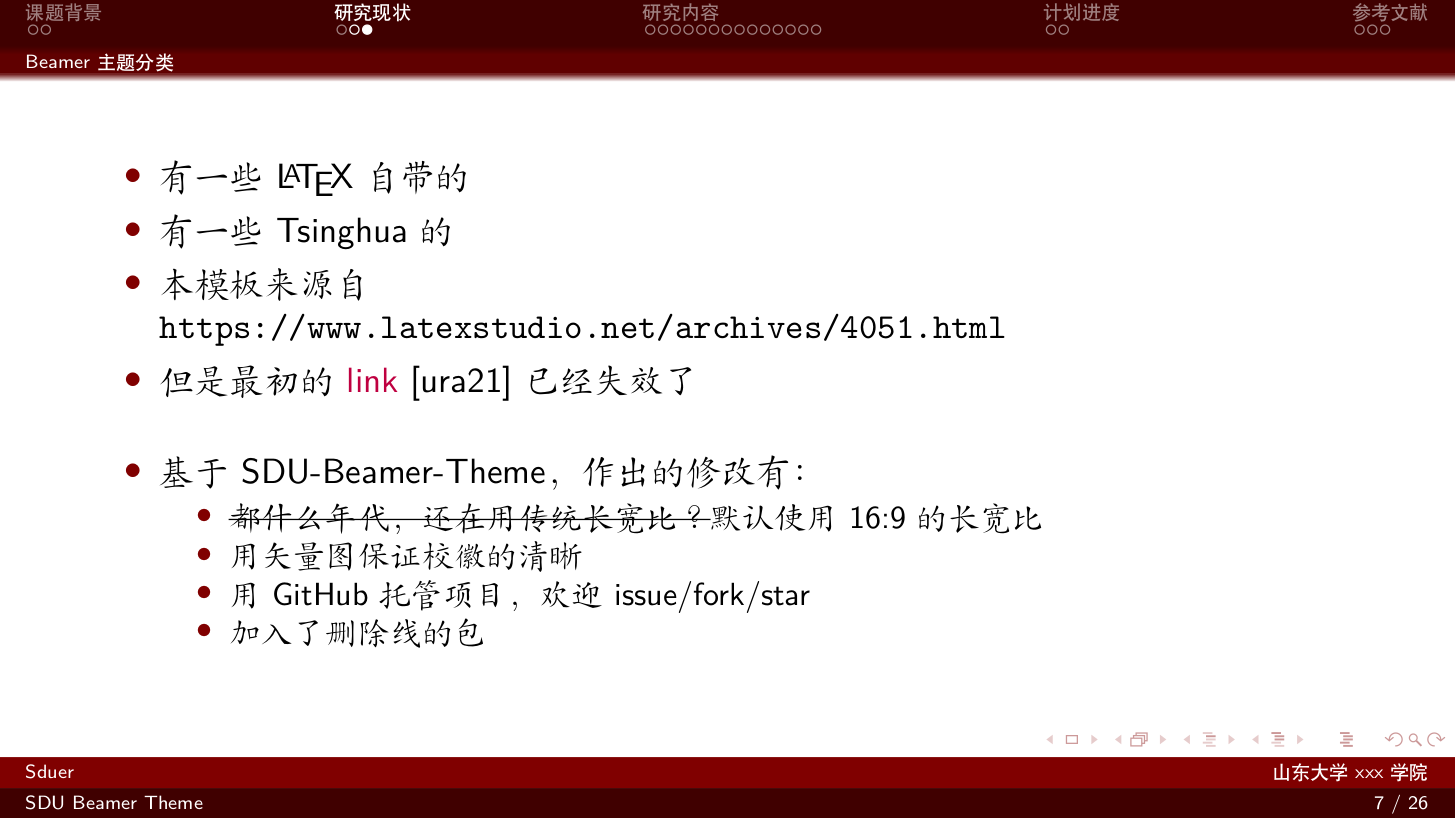 课题背景 研究现状 研究内容 计划进度 参考文献
Beamer 主题分类
有一些 LATEX 自带的
有一些 Tsinghua 的
本模板来源自
https://www.latexstudio.net/archives/4051.html
但是最初的 link [ura21] 已经失效了
基于 SDU-Beamer-Theme，作出的修改有：
都什么年代，还在用传统长宽比？默认使用 16:9 的长宽比
用矢量图保证校徽的清晰
用 GitHub 托管项目，欢迎 issue/fork/star
加入了删除线的包
Sduer 山东大学 xxx 学院
SDU Beamer Theme 7 / 26